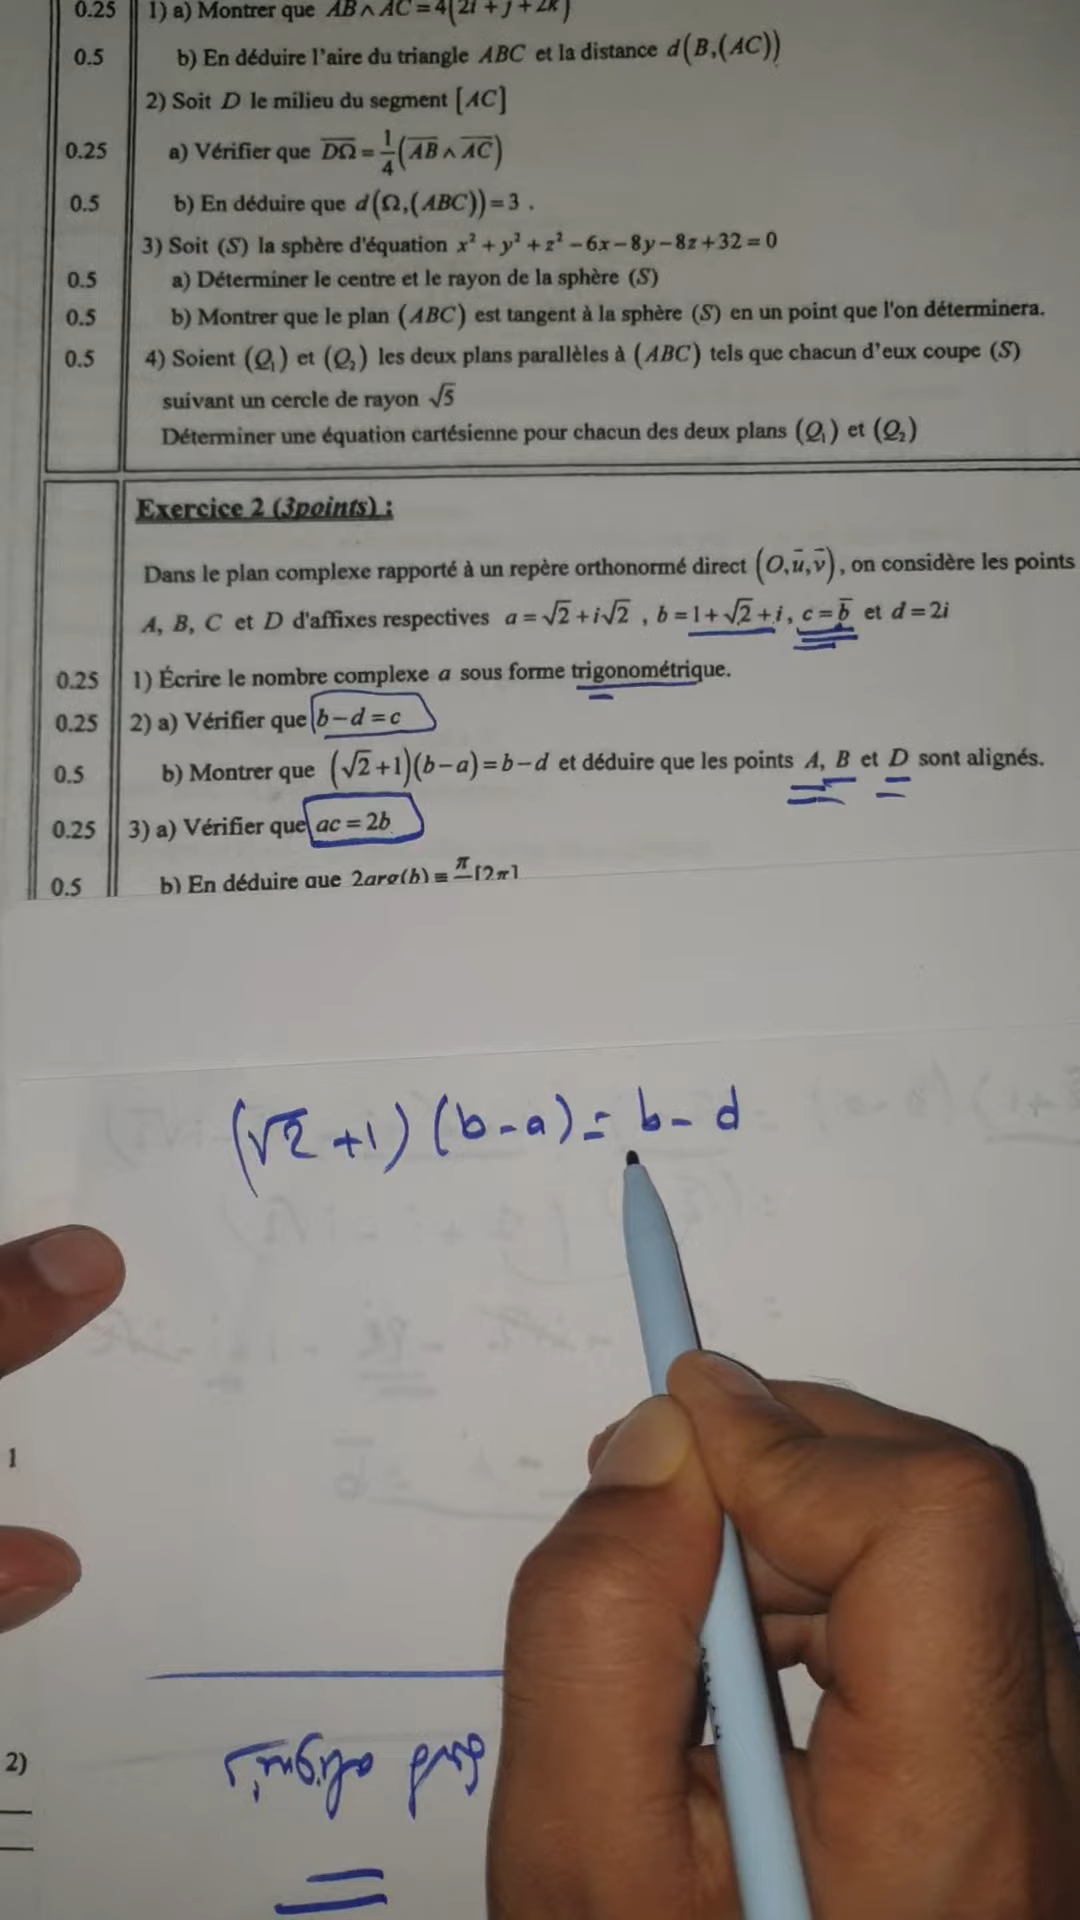 0.25 1) a) Montrer que AB∧AC = 4(2i + j + 2k)
0.5 b) En déduire l'aire du triangle ABC et la distance d(B,(AC))
2) Soit D le milieu du segment [AC]
0.25 a) Vérifier que DΩ = 1/4 (AB∧AC)
0.5 b) En déduire que d(Ω,(ABC)) = 3 .
3) Soit (S) la sphère d'équation x² + y² + z² − 6x − 8y − 8z + 32 = 0
0.5 a) Déterminer le centre et le rayon de la sphère (S)
0.5 b) Montrer que le plan (ABC) est tangent à la sphère (S) en un point que l'on déterminera.
0.5 4) Soient (Q₁) et (Q₂) les deux plans parallèles à (ABC) tels que chacun d'eux coupe (S)
suivant un cercle de rayon √5
Déterminer une équation cartésienne pour chacun des deux plans (Q₁) et (Q₂)
Exercice 2 (3points) :
Dans le plan complexe rapporté à un repère orthonormé direct (O,u,v), on considère les points
A, B, C et D d'affixes respectives a = √2 + i√2 , b = 1 + √2 + i, c = b̄ et d = 2i
0.25 1) Écrire le nombre complexe a sous forme trigonométrique.
0.25 2) a) Vérifier que b − d = c
0.5 b) Montrer que (√2 + 1)(b − a) = b − d et déduire que les points A, B et D sont alignés.
0.25 3) a) Vérifier que ac = 2b
0.5 b) En déduire que 2arg(b) ≡ π [2π]
(√2 + 1) (b − a) = b − d
1
2)